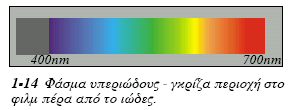 400nm 700nm
1-14 Φάσμα υπεριώδους - γκρίζα περιοχή στο
φιλμ πέρα από το ιώδες.